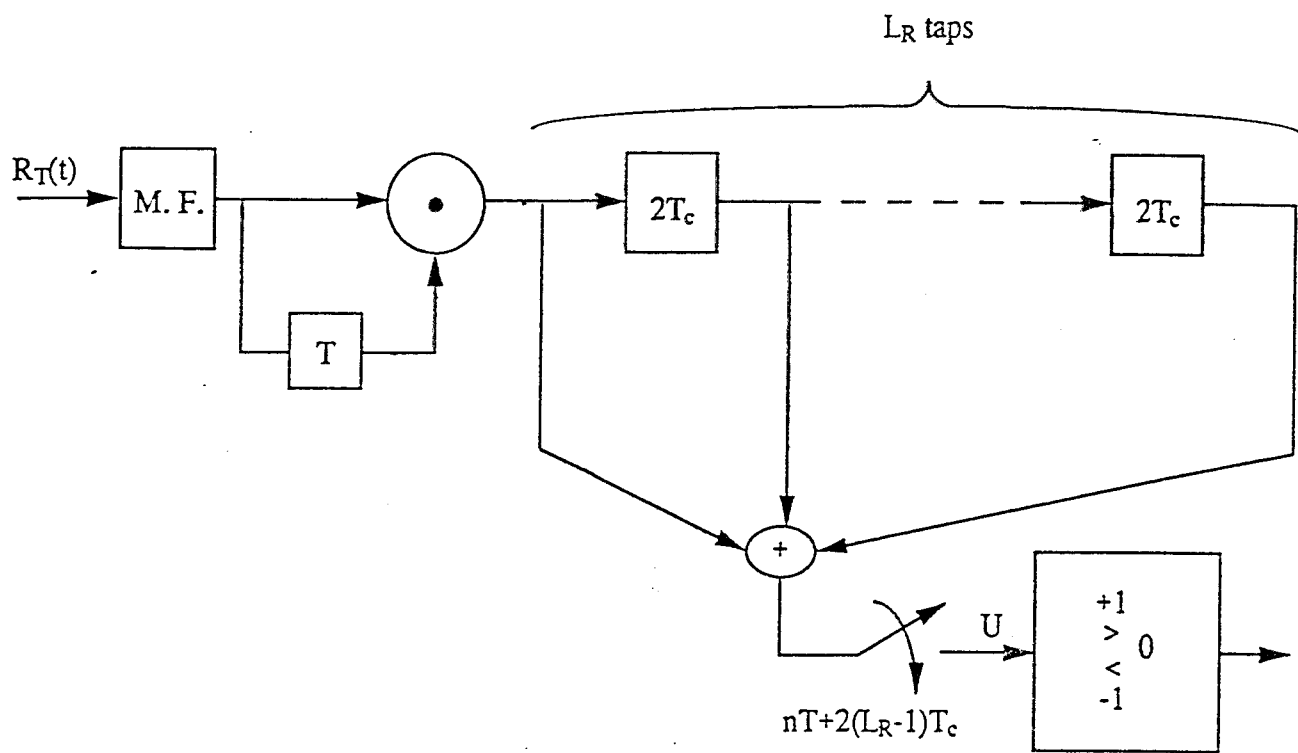 L_R taps
R_T(t)
M. F.
2T_c
2T_c
T
+
U
+1
>
0
<
-1
nT+2(L_R-1)T_c